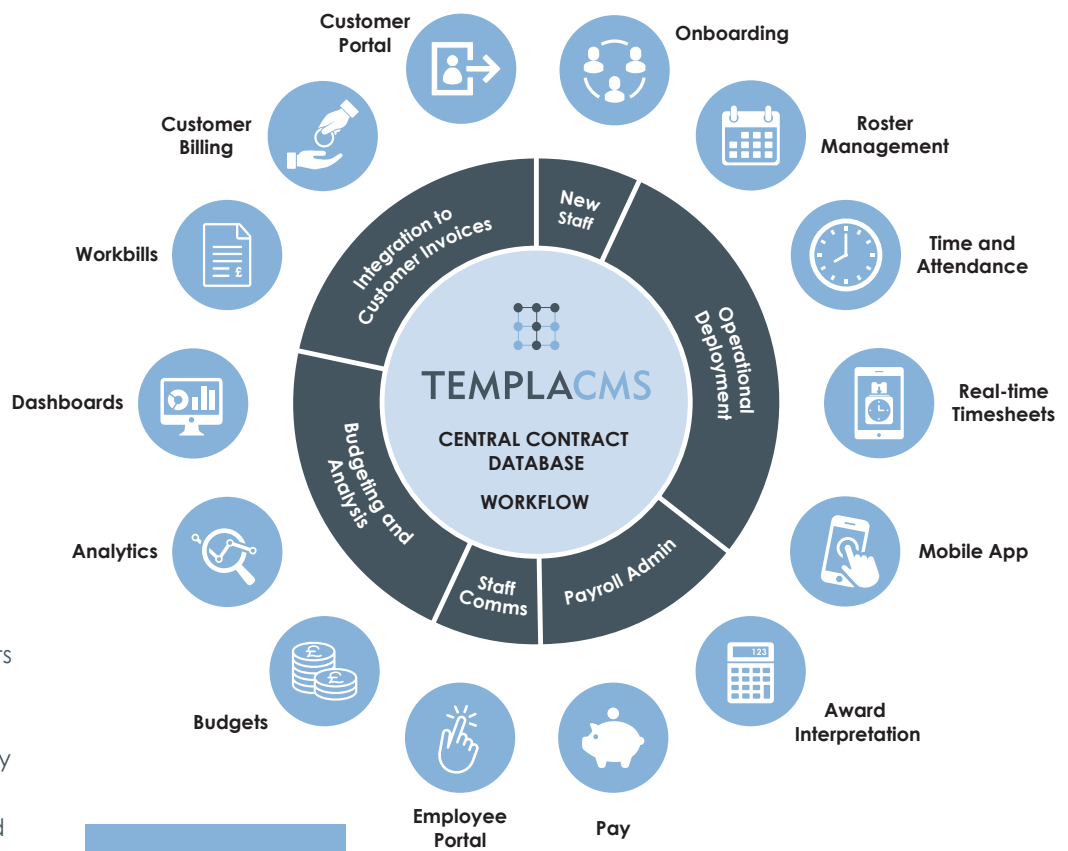 Customer
Portal
Onboarding
Customer
Billing
Roster
Management
Workbills
£
Time and
Attendance
Dashboards
Real-time
Timesheets
Analytics
Mobile App
Budgets
£
£
Award
Interpretation
123
Employee
Portal
Pay
New
Staff
Operational
Deployment
Payroll Admin
Staff
Comms
Budgeting and
Analysis
Integration to
Customer Invoices
TEMPLACMS
CENTRAL CONTRACT
DATABASE
WORKFLOW